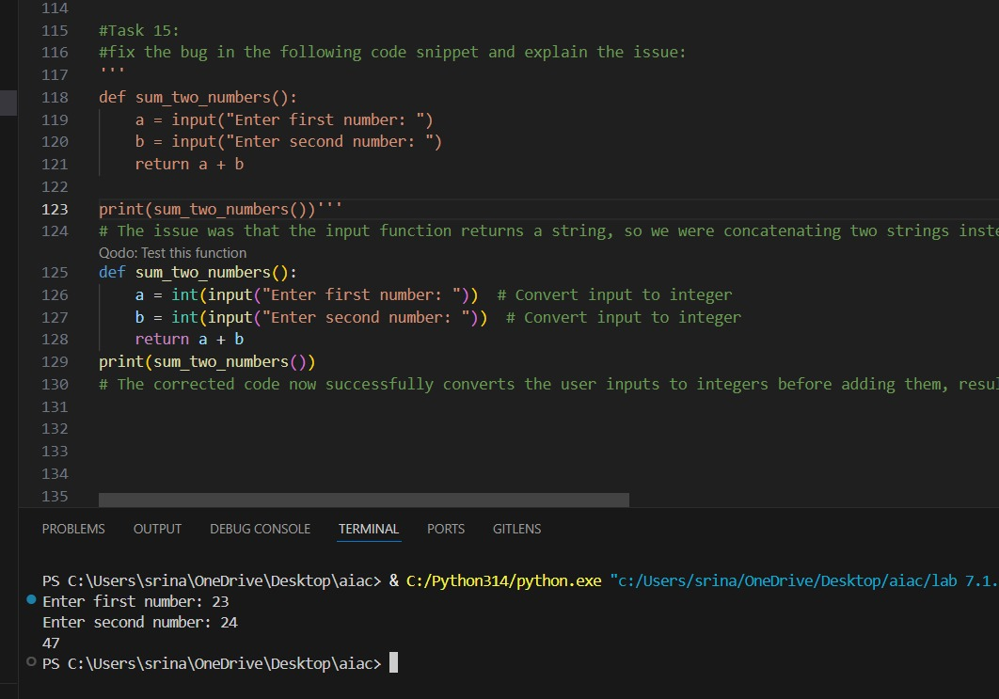 114
115 #Task 15:
116 #fix the bug in the following code snippet and explain the issue:
117 '''
118 def sum_two_numbers():
119     a = input("Enter first number: ")
120     b = input("Enter second number: ")
121     return a + b
122
123 print(sum_two_numbers())'''
124 # The issue was that the input function returns a string, so we were concatenating two strings inste
Qodo: Test this function
125 def sum_two_numbers():
126     a = int(input("Enter first number: "))  # Convert input to integer
127     b = int(input("Enter second number: "))  # Convert input to integer
128     return a + b
129 print(sum_two_numbers())
130 # The corrected code now successfully converts the user inputs to integers before adding them, resul
131
132
133
134
135
PROBLEMS OUTPUT DEBUG CONSOLE TERMINAL PORTS GITLENS
PS C:\Users\srina\OneDrive\Desktop\aiac> & C:/Python314/python.exe "c:/Users/srina/OneDrive/Desktop/aiac/lab 7.1.
Enter first number: 23
Enter second number: 24
47
PS C:\Users\srina\OneDrive\Desktop\aiac>